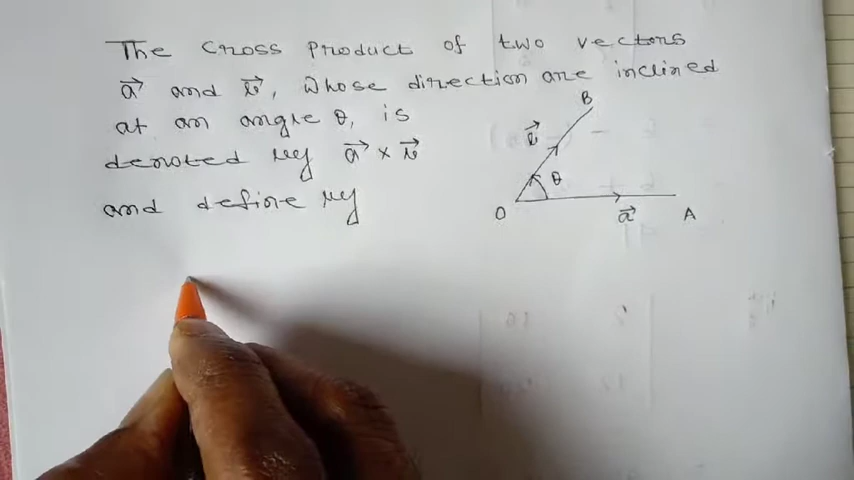 The cross product of two vectors
a⃗ and b⃗, whose direction are inclined
at an angle θ, is
denoted by a⃗ × b⃗
and define by
B
b⃗
θ
O
a⃗
A